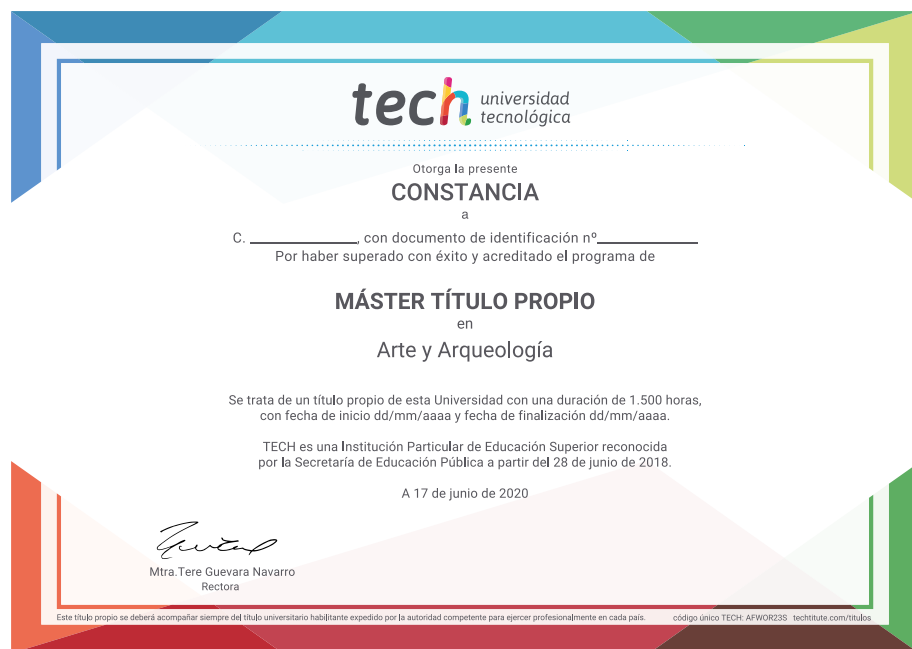 tech universidad
tecnológica
Otorga la presente
CONSTANCIA
a
C. ______________, con documento de identificación nº_____________
Por haber superado con éxito y acreditado el programa de
MÁSTER TÍTULO PROPIO
en
Arte y Arqueología
Se trata de un título propio de esta Universidad con una duración de 1.500 horas,
con fecha de inicio dd/mm/aaaa y fecha de finalización dd/mm/aaaa.
TECH es una Institución Particular de Educación Superior reconocida
por la Secretaría de Educación Pública a partir del 28 de junio de 2018.
A 17 de junio de 2020
Mtra.Tere Guevara Navarro
Rectora
Este título propio se deberá acompañar siempre del título universitario habilitante expedido por la autoridad competente para ejercer profesionalmente en cada país. código único TECH: AFWOR23S techtitute.com/titulos